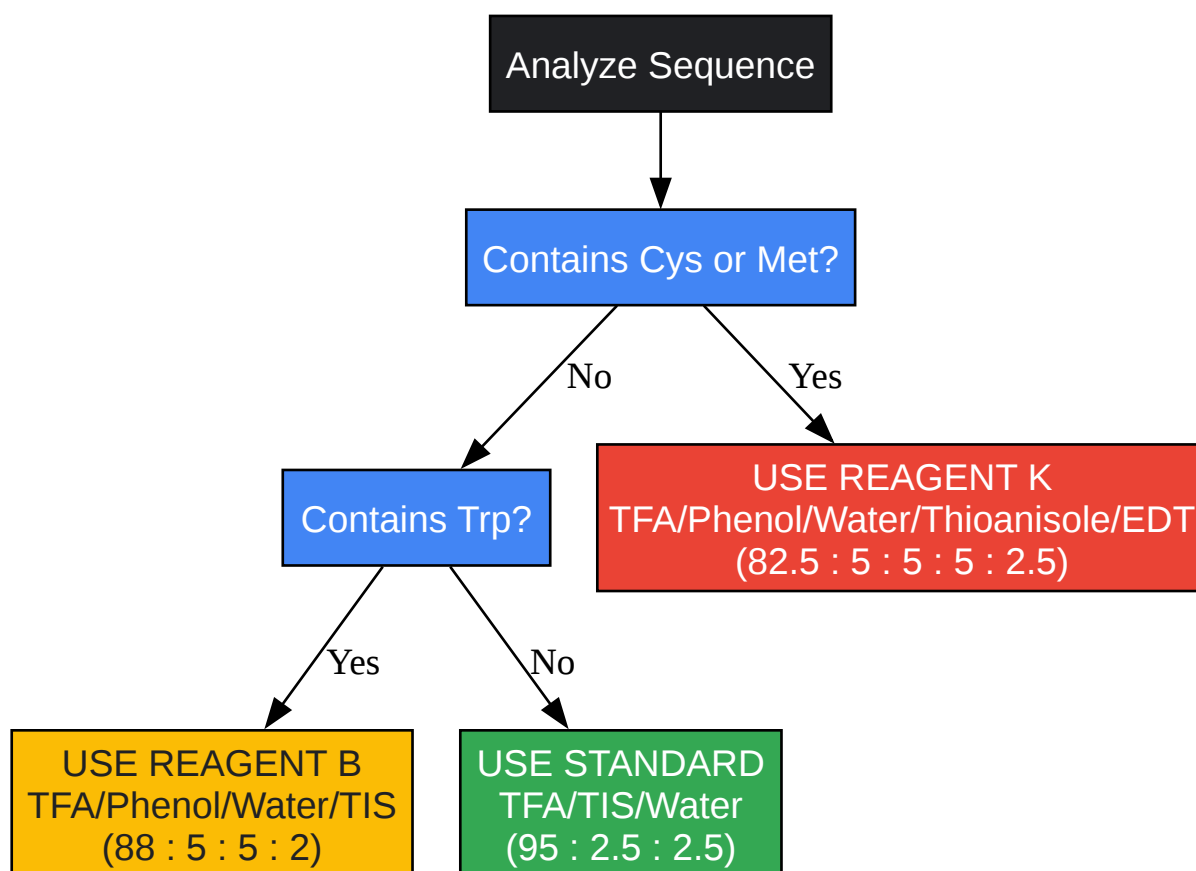 Analyze Sequence
Contains Cys or Met?
No
Yes
USE REAGENT K
TFA/Phenol/Water/Thioanisole/EDT
(82.5 : 5 : 5 : 5 : 2.5)
Contains Trp?
Yes
No
USE REAGENT B
TFA/Phenol/Water/TIS
(88 : 5 : 5 : 2)
USE STANDARD
TFA/TIS/Water
(95 : 2.5 : 2.5)